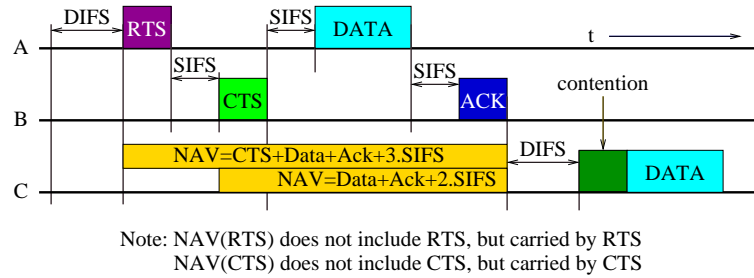 DIFS
RTS
SIFS
DATA
t
A
SIFS
SIFS
contention
CTS
ACK
B
DIFS
NAV=CTS+Data+Ack+3.SIFS
NAV=Data+Ack+2.SIFS
DATA
C
Note: NAV(RTS) does not include RTS, but carried by RTS
NAV(CTS) does not include CTS, but carried by CTS